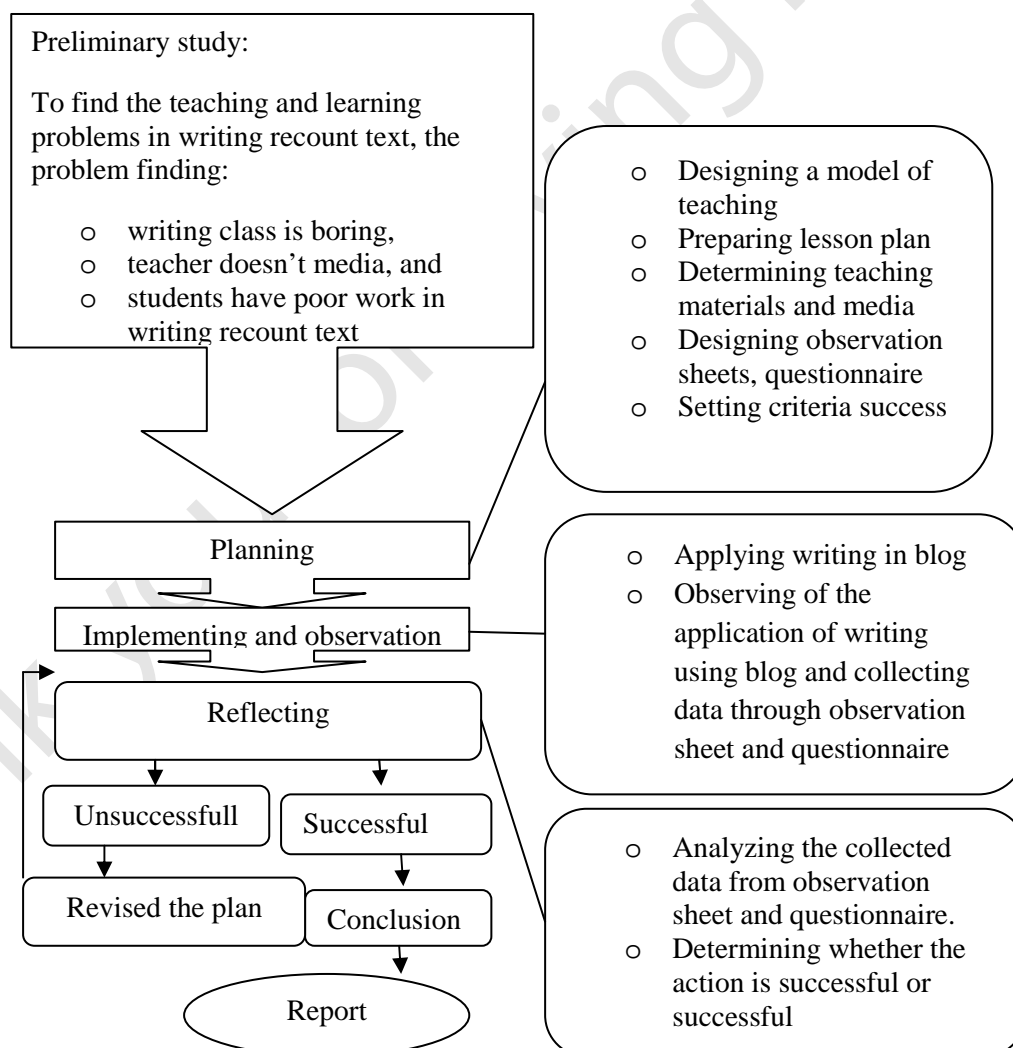 Preliminary study:
To find the teaching and learning
problems in writing recount text, the
problem finding:
o writing class is boring,
o teacher doesn’t media, and
o students have poor work in
writing recount text
o Designing a model of
teaching
o Preparing lesson plan
o Determining teaching
materials and media
o Designing observation
sheets, questionnaire
o Setting criteria success
Planning
o Applying writing in blog
o Observing of the
application of writing
using blog and collecting
data through observation
sheet and questionnaire
Implementing and observation
Reflecting
Unsuccessfull
Successful
Revised the plan
Conclusion
o Analyzing the collected
data from observation
sheet and questionnaire.
o Determining whether the
action is successful or
successful
Report